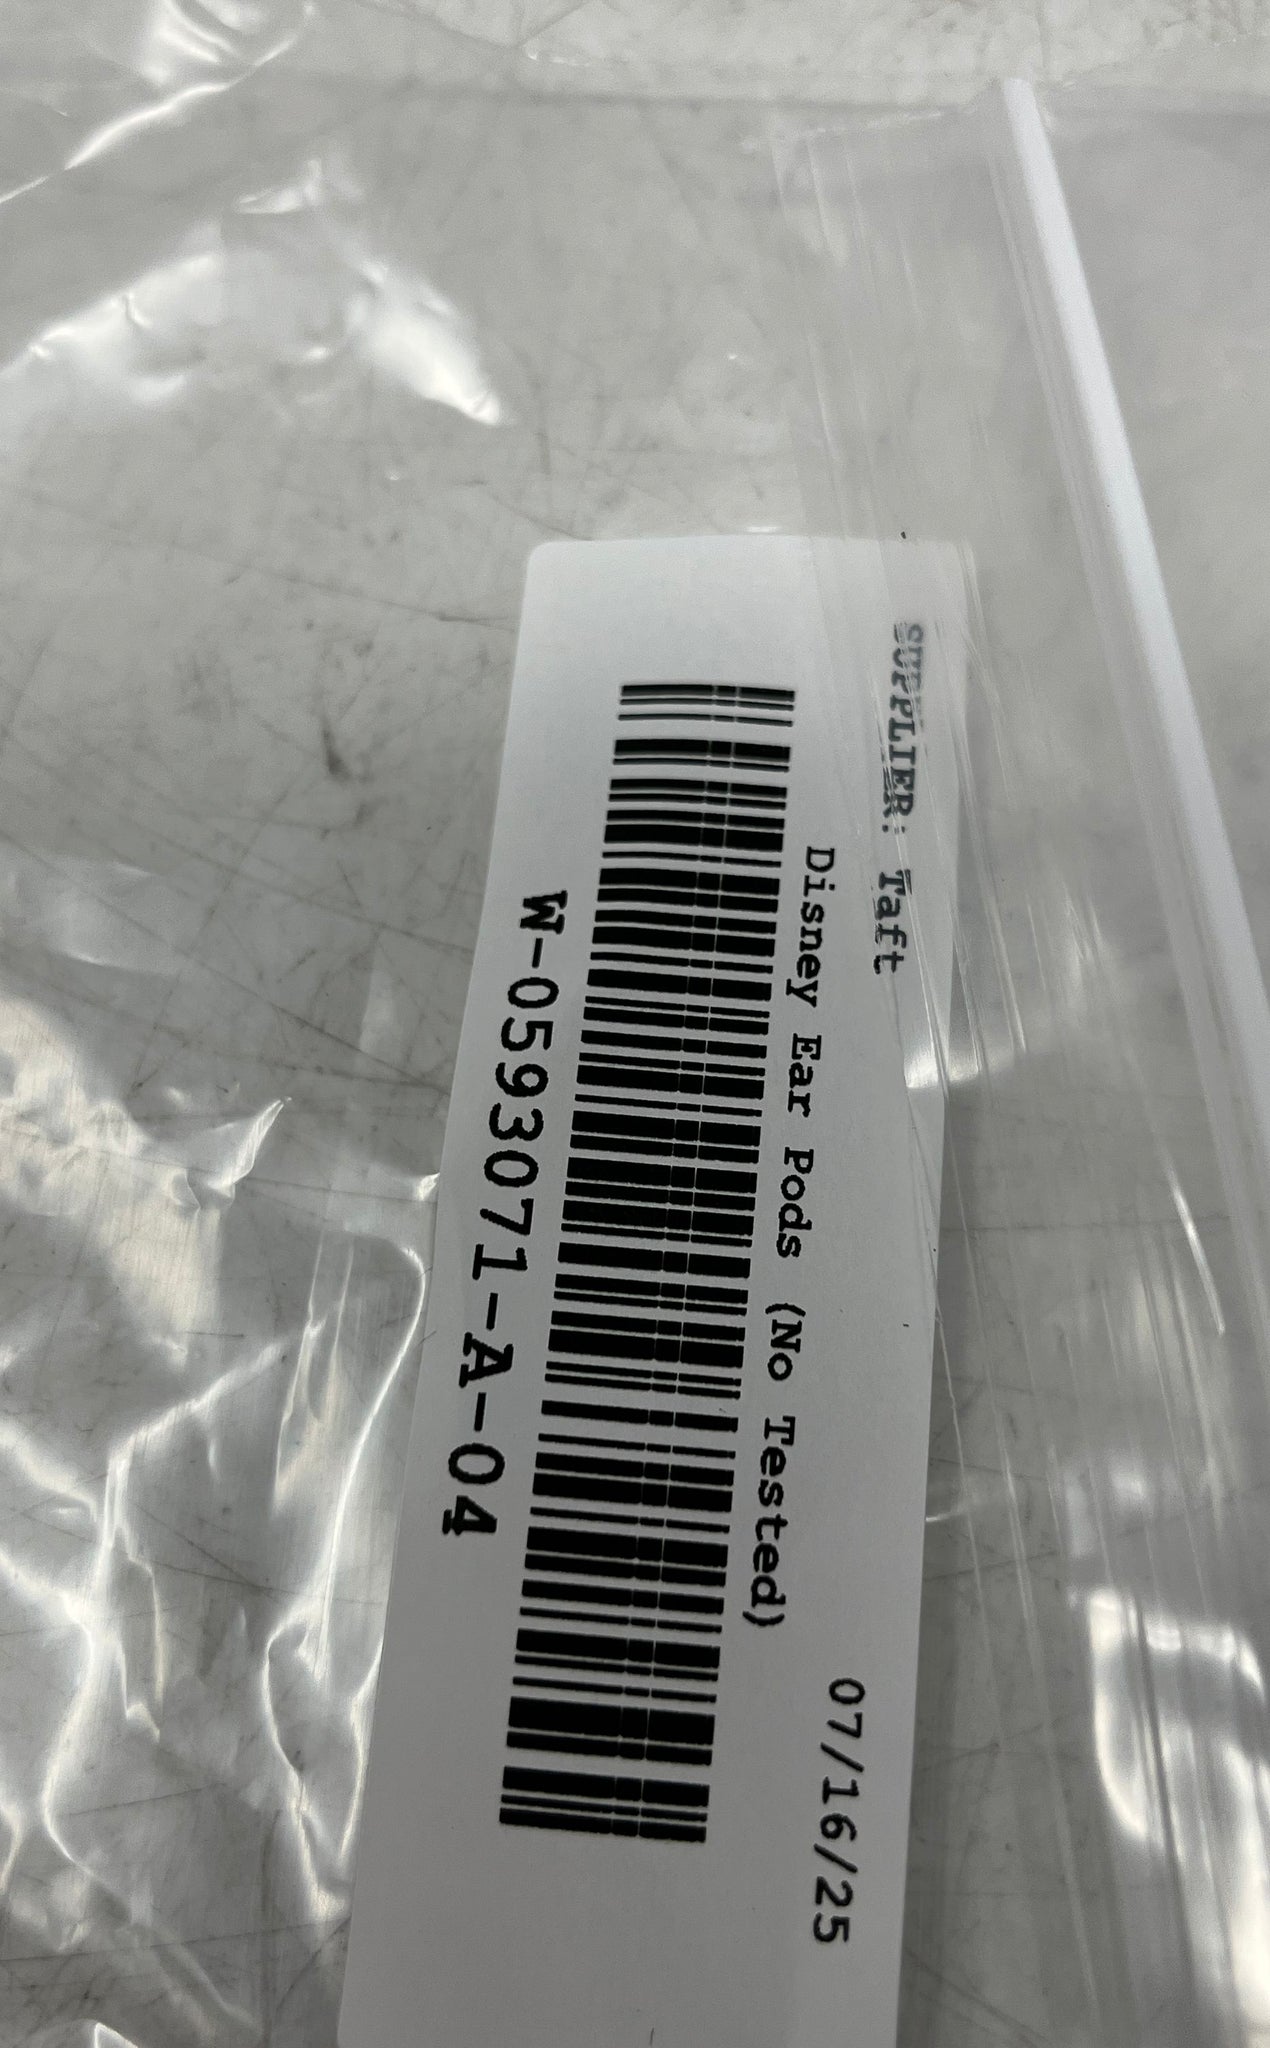 SUPPLIER: Taft
07/16/25
Disney Ear Pods (No Tested)
W-0593071-A-04